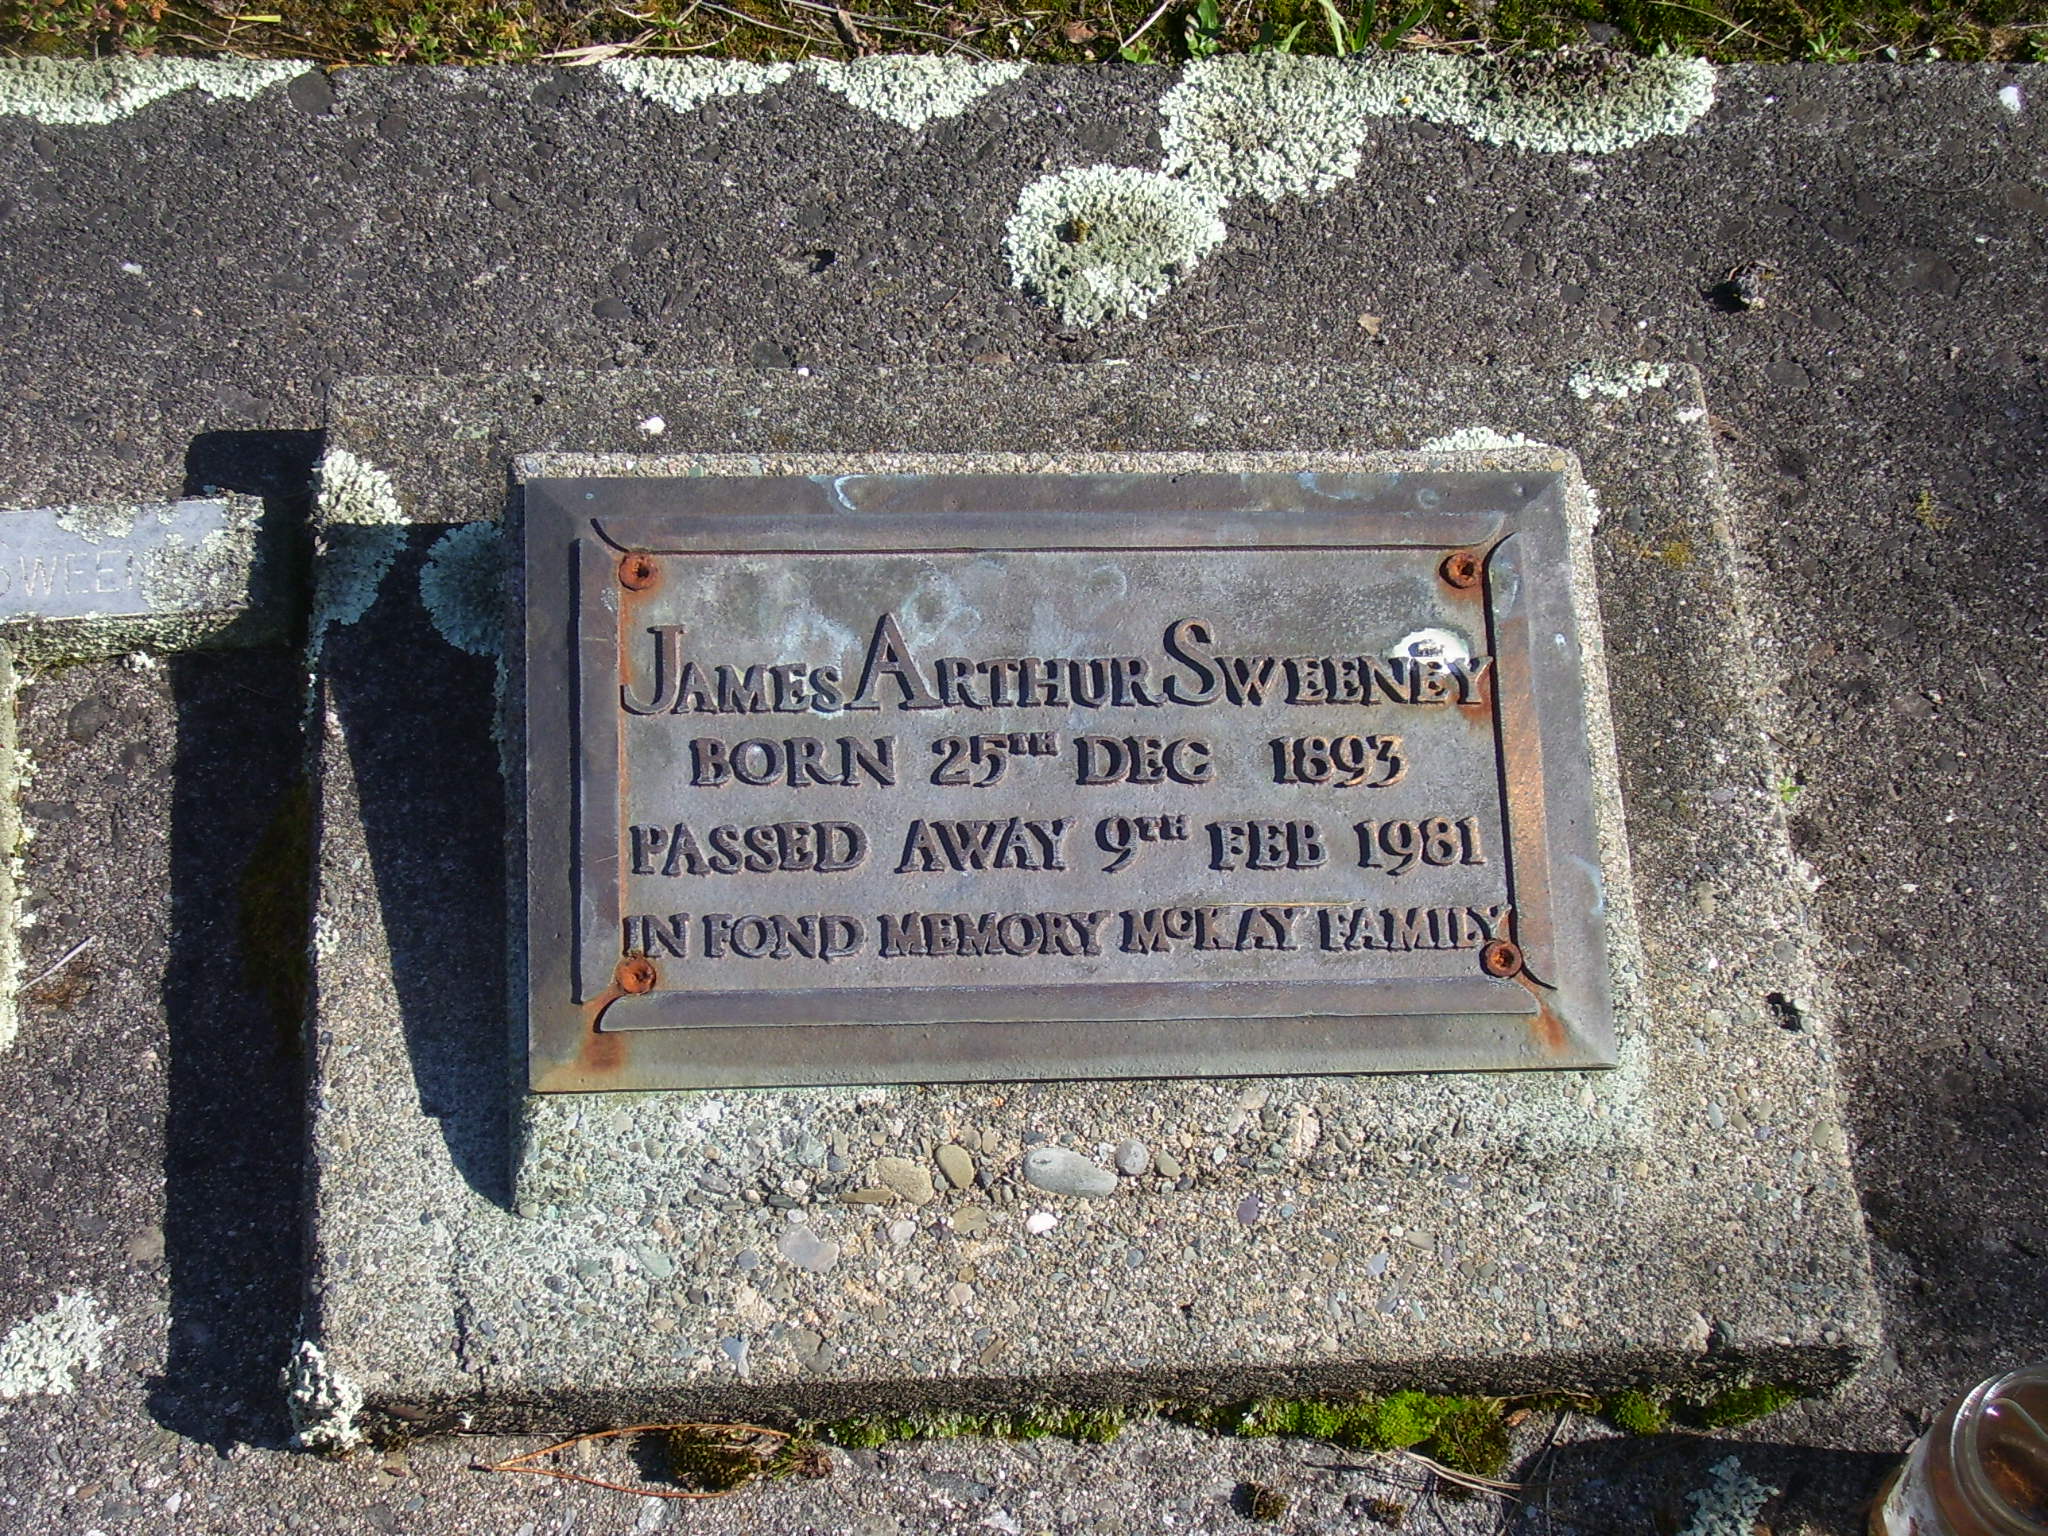 James Arthur Sweeney
BORN 25TH DEC 1893
PASSED AWAY 9TH FEB 1981
IN FOND MEMORY McKAY FAMILY